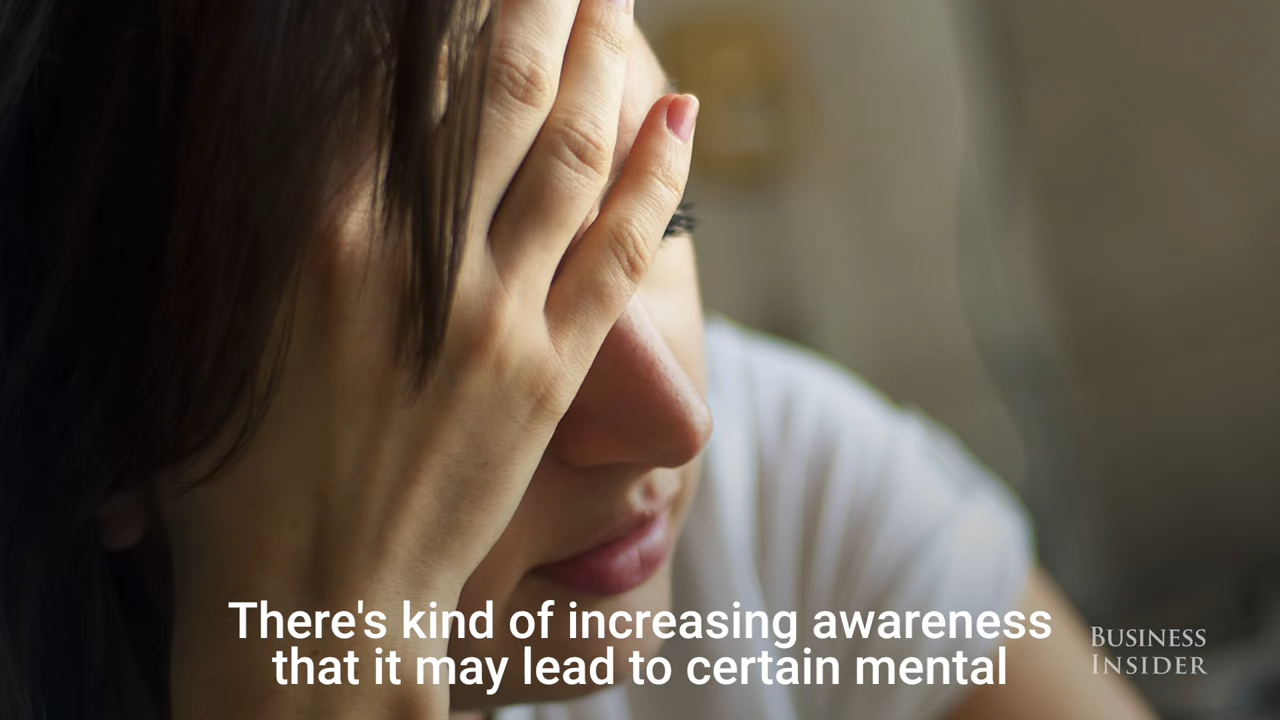 There's kind of increasing awareness
that it may lead to certain mental
BUSINESS
INSIDER